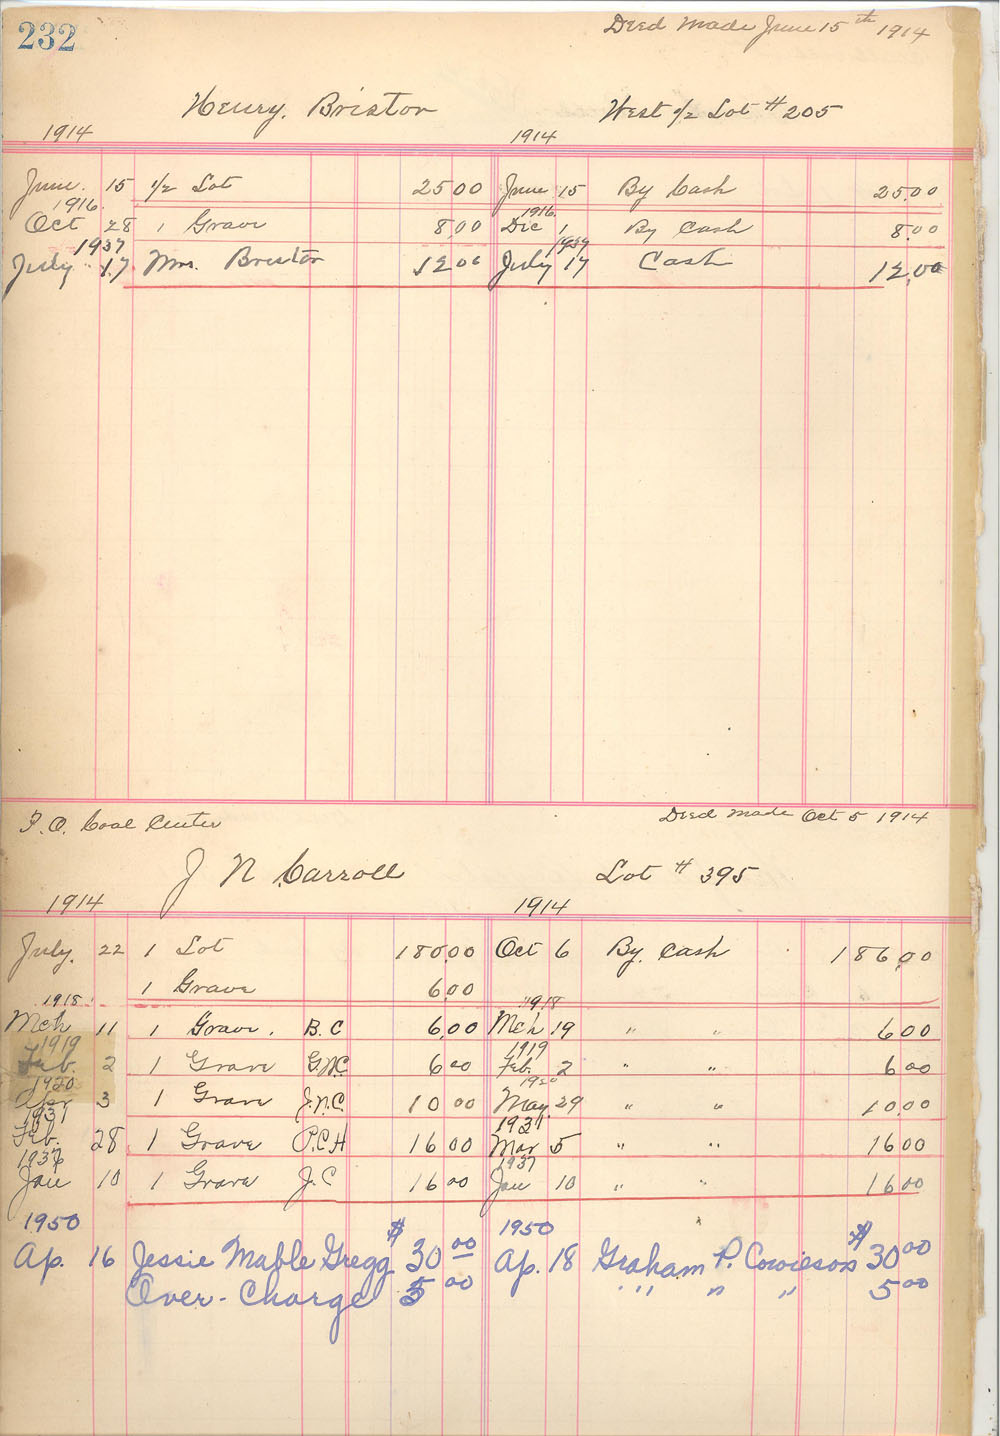 232
Deed Made June 15th 1914
Henry. Bristor West 1/2 Lot # 205
1914 1914
June. 15 1/2 Lot 25 00 June 15 By Cash 25.00
1916. 1916
Oct 28 1 Grave 8,00 Dec 1 By Cash 8.00
1937 1937
July 17 Mrs. Bristor 12 00 July 17 Cash 12,00
P.O. Coal Center Deed Made Oct 5 1914
J N Carroll Lot # 395
1914 1914
July. 22 1 Lot 180,00 Oct 6 By Cash 186,00
1 Grave 6,00
1918 1918
Mch 11 1 Grave. B.C 6,00 Mch 19 " " 6 00
1919 1919
Feb. 2 1 Grave 6 00 Feb. 2 " " 6 00
1920 1920
Apr 3 1 Grave J.N.C. 10 00 May 29 " " 10.00
1931 1931
Feb. 28 1 Grave P.C.H 16 00 Mar 5 " " 16 00
1937 1937
Jan 10 1 Grave J.C 16 00 Jan 10 " " 16 00
1950 1950
Ap. 16 Jessie Mable Gregg $ 30 00 Ap. 18 Graham P. Cowieson $ 30 00
Over-Charge 5 00 " " " 5 00